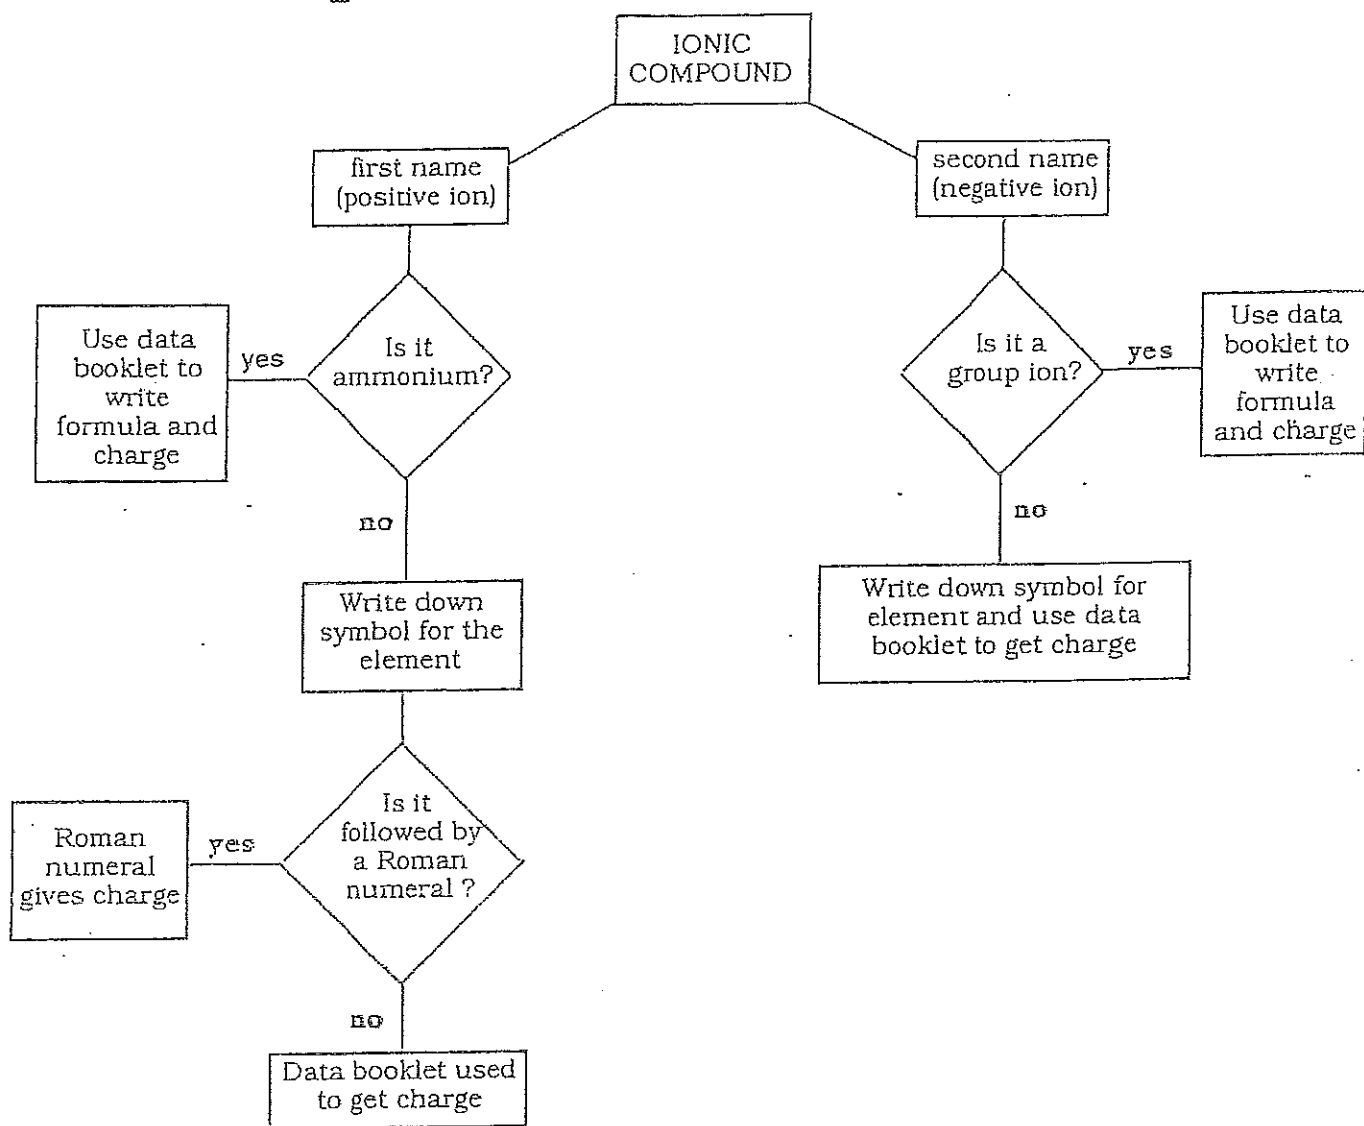 IONIC
COMPOUND
first name
(positive ion)
second name
(negative ion)
Use data
booklet to
write
formula and
charge
yes
Is it
ammonium?
Is it a
group ion?
yes
Use data
booklet to
write
formula
and charge
no
no
Write down
symbol for the
element
Write down symbol for
element and use data
booklet to get charge
Roman
numeral
gives charge
yes
Is it
followed by
a Roman
numeral ?
no
Data booklet used
to get charge